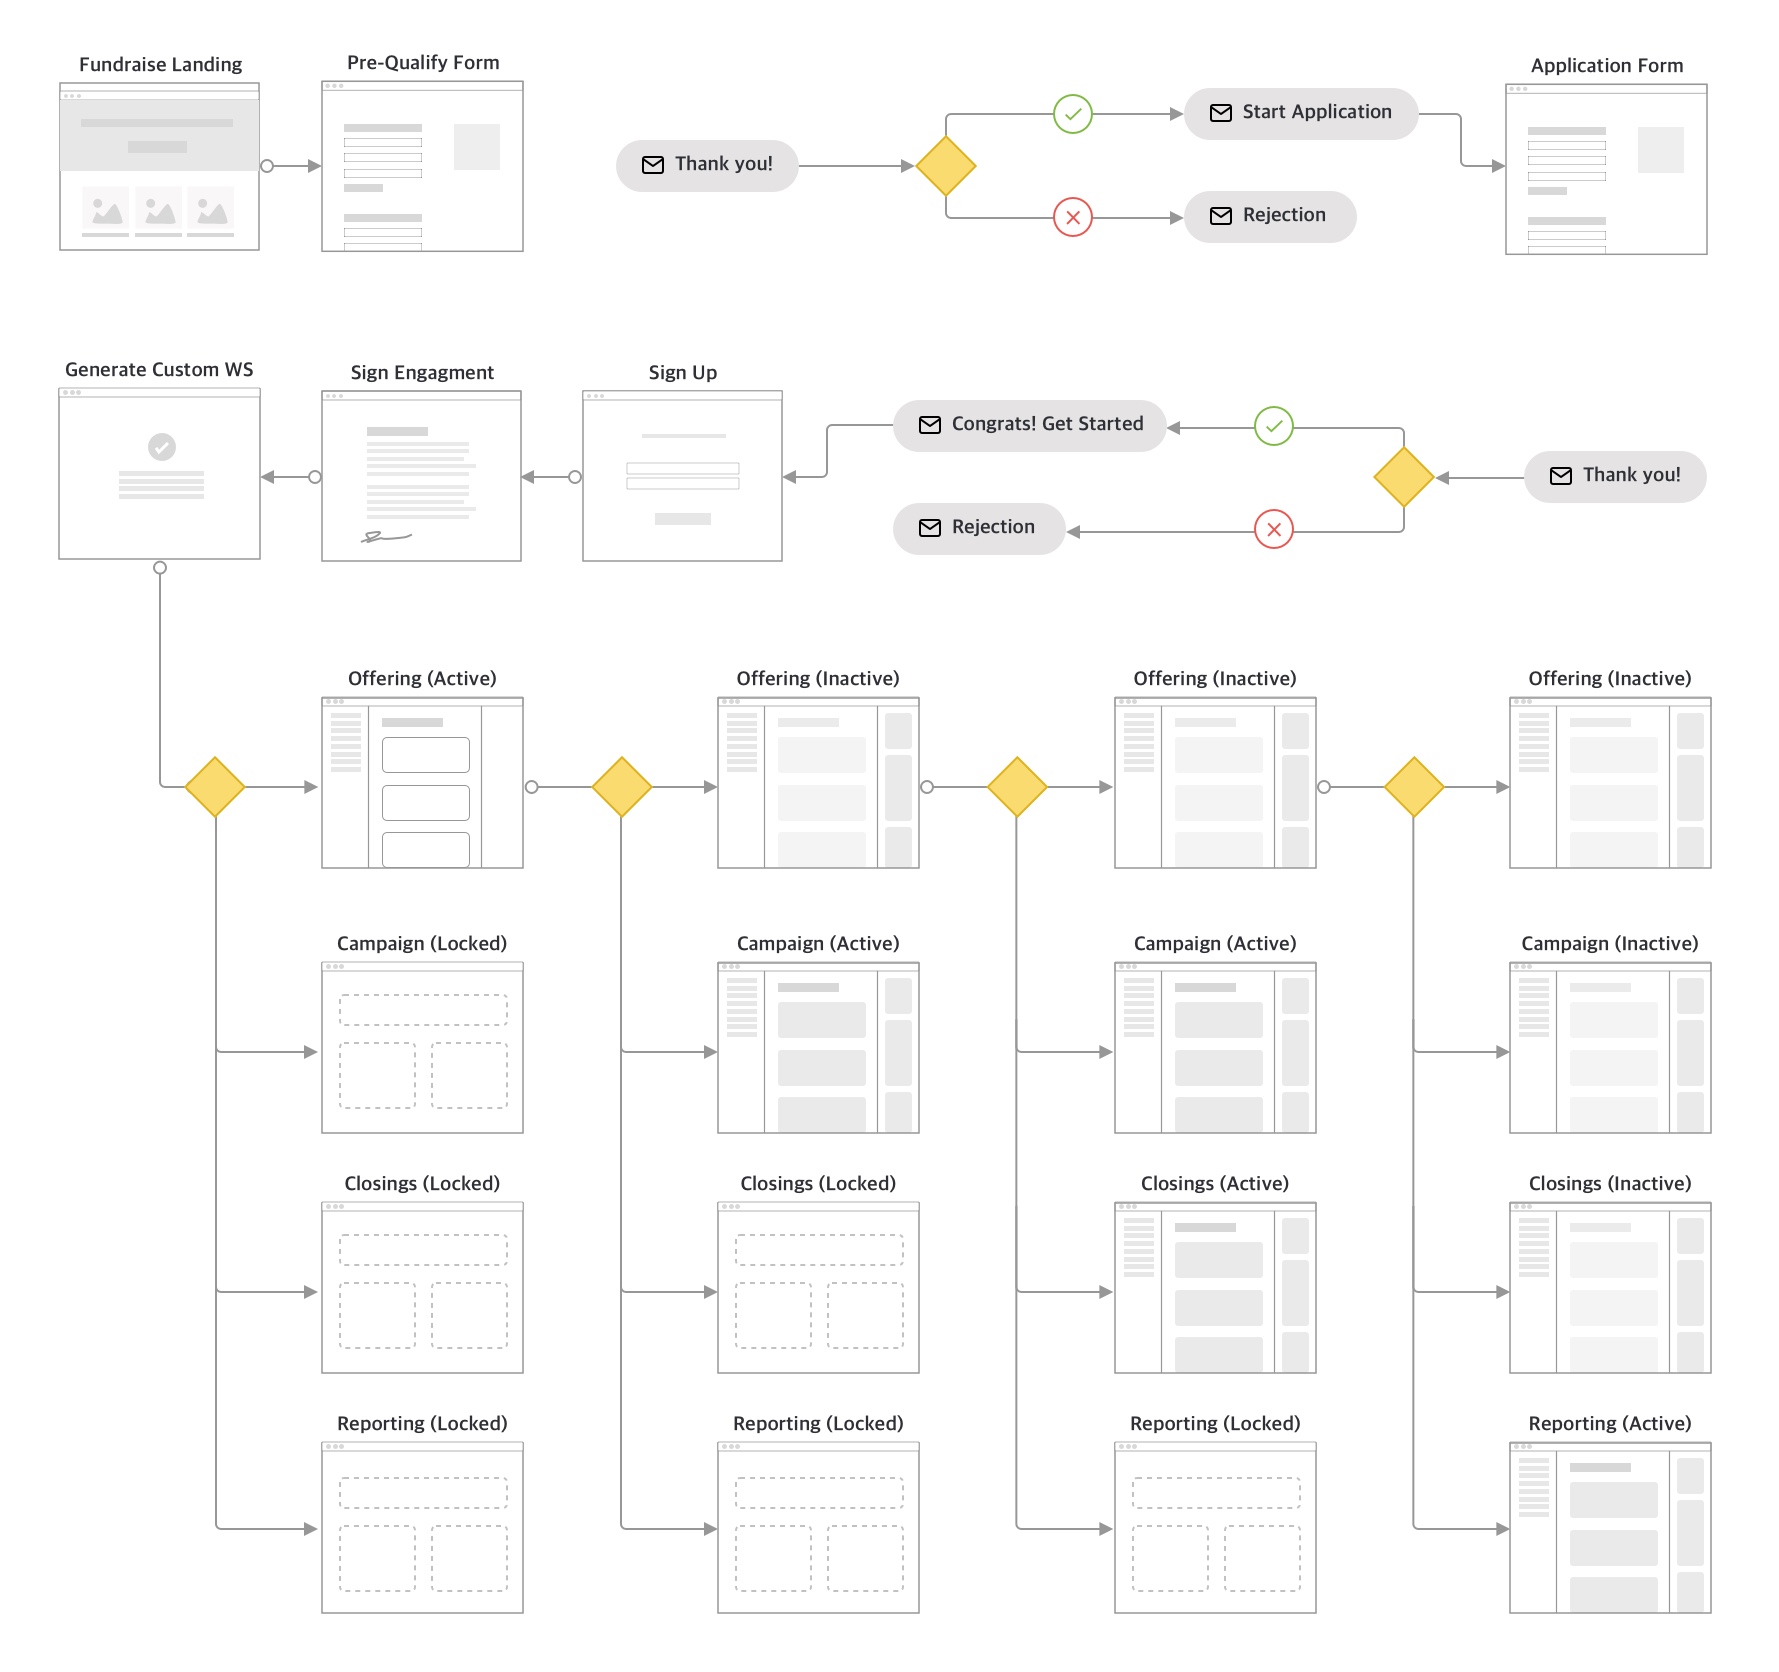 Fundraise Landing
Pre-Qualify Form
Application Form
Start Application
Thank you!
Rejection
Generate Custom WS
Sign Engagment
Sign Up
Congrats! Get Started
Thank you!
Rejection
Offering (Active)
Offering (Inactive)
Offering (Inactive)
Offering (Inactive)
Campaign (Locked)
Campaign (Active)
Campaign (Active)
Campaign (Inactive)
Closings (Locked)
Closings (Locked)
Closings (Active)
Closings (Inactive)
Reporting (Locked)
Reporting (Locked)
Reporting (Locked)
Reporting (Active)